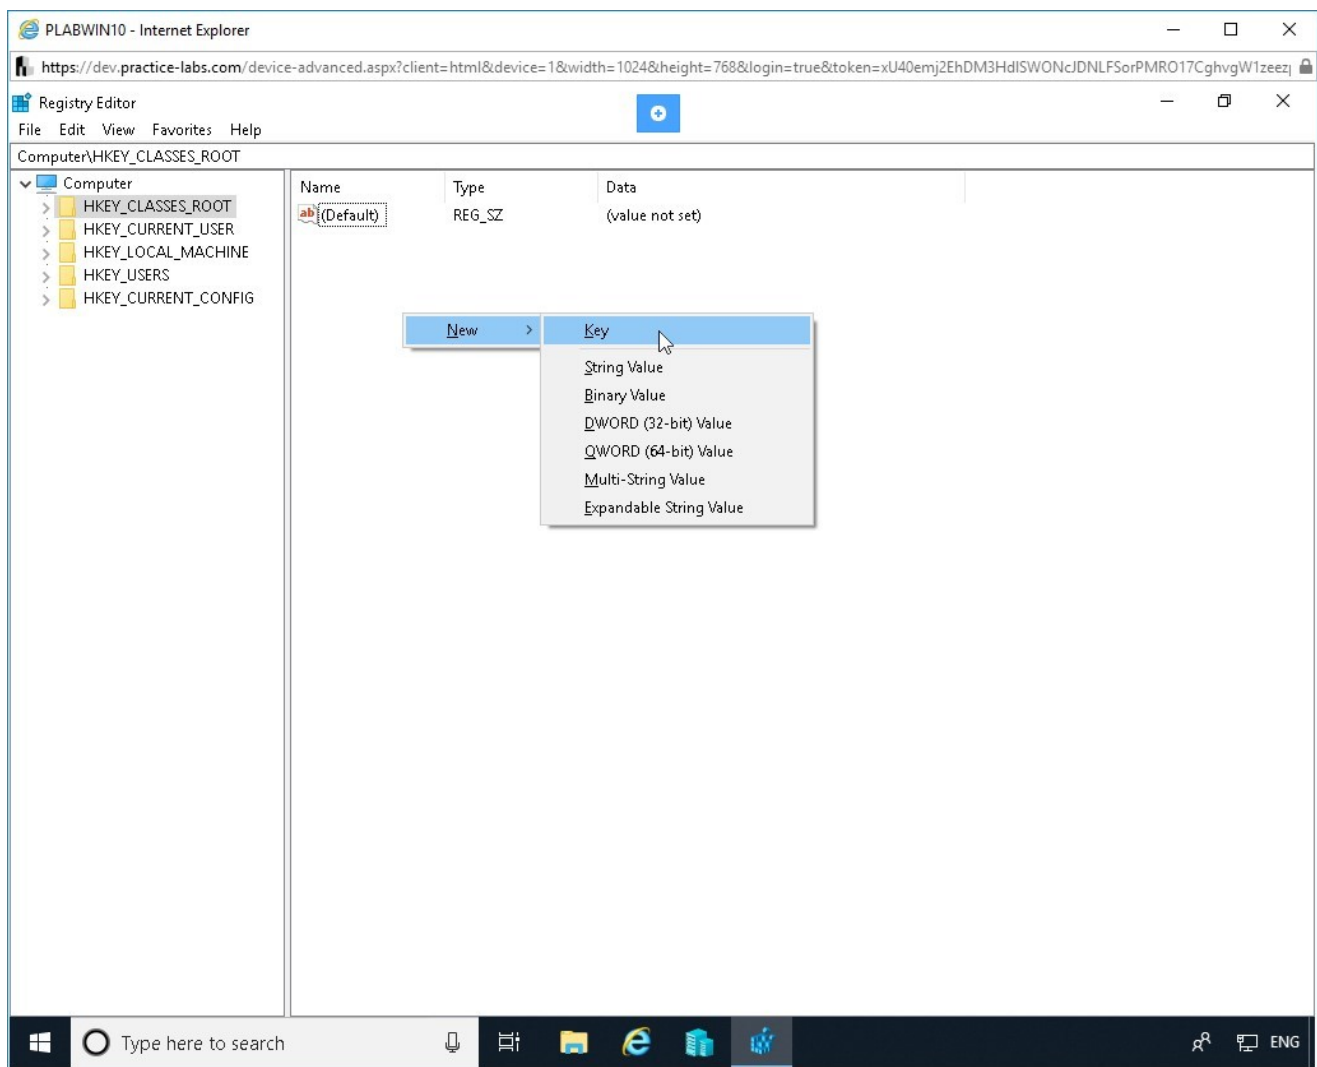 PLABWIN10 - Internet Explorer
https://dev.practice-labs.com/device-advanced.aspx?client=html&device=1&width=1024&height=768&login=true&token=
Registry Editor
File Edit View Favorites Help
Computer\HKEY_CLASSES_ROOT
Computer
HKEY_CLASSES_ROOT
HKEY_CURRENT_USER
HKEY_LOCAL_MACHINE
HKEY_USERS
HKEY_CURRENT_CONFIG
Name Type Data
ab (Default) REG_SZ (value not set)
New
Key
String Value
Binary Value
DWORD (32-bit) Value
QWORD (64-bit) Value
Multi-String Value
Expandable String Value
Type here to search
ENG